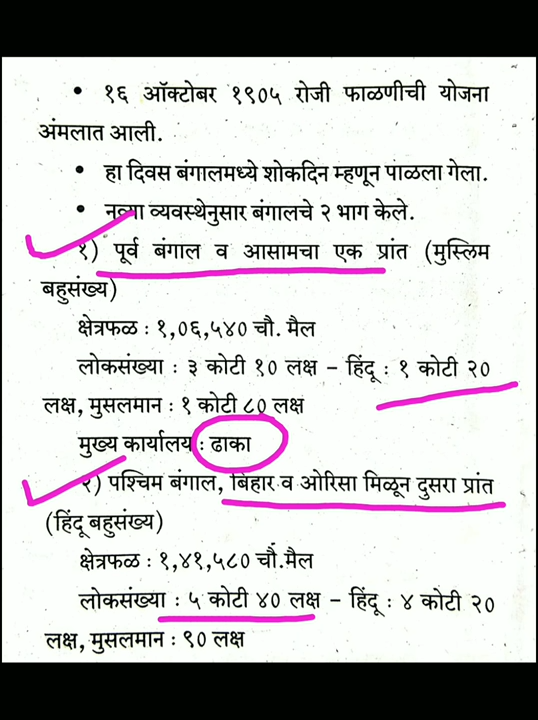 • १६ ऑक्टोबर १९०५ रोजी फाळणीची योजना
अंमलात आली.
• हा दिवस बंगालमध्ये शोकदिन म्हणून पाळला गेला.
• नव्या व्यवस्थेनुसार बंगालचे २ भाग केले.
१) पूर्व बंगाल व आसामचा एक प्रांत (मुस्लिम
बहुसंख्य)
क्षेत्रफळ : १,०६,५४० चौ. मैल
लोकसंख्या : ३ कोटी १० लक्ष – हिंदू : १ कोटी २०
लक्ष, मुसलमान : १ कोटी ८० लक्ष
मुख्य कार्यालय : ढाका
२) पश्चिम बंगाल, बिहार व ओरिसा मिळून दुसरा प्रांत
(हिंदू बहुसंख्य)
क्षेत्रफळ : १,४१,५८० चौ.मैल
लोकसंख्या : ५ कोटी ४० लक्ष – हिंदू : ४ कोटी २०
लक्ष, मुसलमान : ९० लक्ष